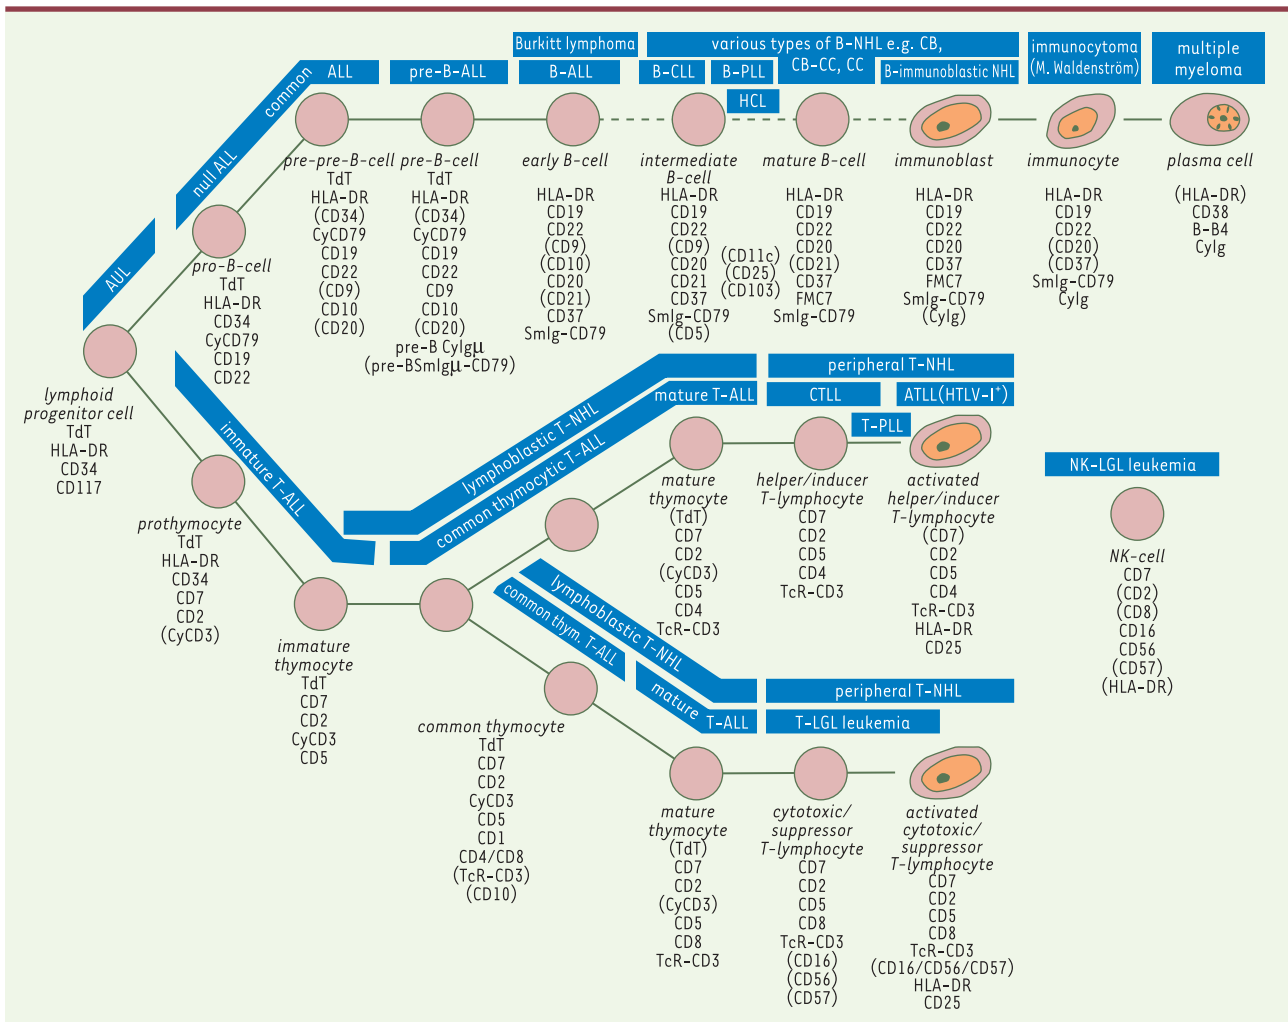 Burkitt lymphoma
various types of B-NHL e.g. CB,
CB-CC, CC
immunocytoma
(M. Waldenström)
multiple
myeloma
common
ALL
pre-B-ALL
B-ALL
B-CLL
B-PLL
B-immunoblastic NHL
HCL
null ALL
AUL
pre-pre-B-cell
TdT
HLA-DR
(CD34)
CyCD79
CD19
CD22
(CD9)
CD10
(CD20)
pre-B-cell
TdT
HLA-DR
(CD34)
CyCD79
CD19
CD22
CD9
CD10
(CD20)
pre-B CyIgμ
(pre-BSmIgμ-CD79)
early B-cell
HLA-DR
CD19
CD22
(CD9)
(CD10)
CD20
(CD21)
CD37
SmIg-CD79
intermediate
B-cell
HLA-DR
CD19
CD22
(CD9)
CD20
CD21
CD37
SmIg-CD79
(CD5)
(CD11c)
(CD25)
(CD103)
mature B-cell
HLA-DR
CD19
CD22
CD20
(CD21)
CD37
FMC7
SmIg-CD79
immunoblast
HLA-DR
CD19
CD22
CD20
CD37
FMC7
SmIg-CD79
(CyIg)
immunocyte
HLA-DR
CD19
CD22
(CD20)
(CD37)
SmIg-CD79
CyIg
plasma cell
(HLA-DR)
CD38
B-B4
CyIg
pro-B-cell
TdT
HLA-DR
CD34
CyCD79
CD19
CD22
lymphoid
progenitor cell
TdT
HLA-DR
CD34
CD117
immature T-ALL
lymphoblastic T-NHL
common thymocytic T-ALL
mature T-ALL
peripheral T-NHL
CTLL
ATLL(HTLV-I⁺)
T-PLL
NK-LGL leukemia
prothymocyte
TdT
HLA-DR
CD34
CD7
CD2
(CyCD3)
immature
thymocyte
TdT
CD7
CD2
CyCD3
CD5
mature
thymocyte
(TdT)
CD7
CD2
(CyCD3)
CD5
CD4
TcR-CD3
helper/inducer
T-lymphocyte
CD7
CD2
CD5
CD4
TcR-CD3
activated
helper/inducer
T-lymphocyte
(CD7)
CD2
CD5
CD4
TcR-CD3
HLA-DR
CD25
NK-cell
CD7
(CD2)
(CD8)
CD16
CD56
(CD57)
(HLA-DR)
lymphoblastic T-NHL
common thym. T-ALL
mature
T-ALL
peripheral T-NHL
T-LGL leukemia
common thymocyte
TdT
CD7
CD2
CyCD3
CD5
CD1
CD4/CD8
(TcR-CD3)
(CD10)
mature
thymocyte
(TdT)
CD7
CD2
(CyCD3)
CD5
CD8
TcR-CD3
cytotoxic/
suppressor
T-lymphocyte
CD7
CD2
CD5
CD8
TcR-CD3
(CD16)
(CD56)
(CD57)
activated
cytotoxic/
suppressor
T-lymphocyte
CD7
CD2
CD5
CD8
TcR-CD3
(CD16/CD56/CD57)
HLA-DR
CD25